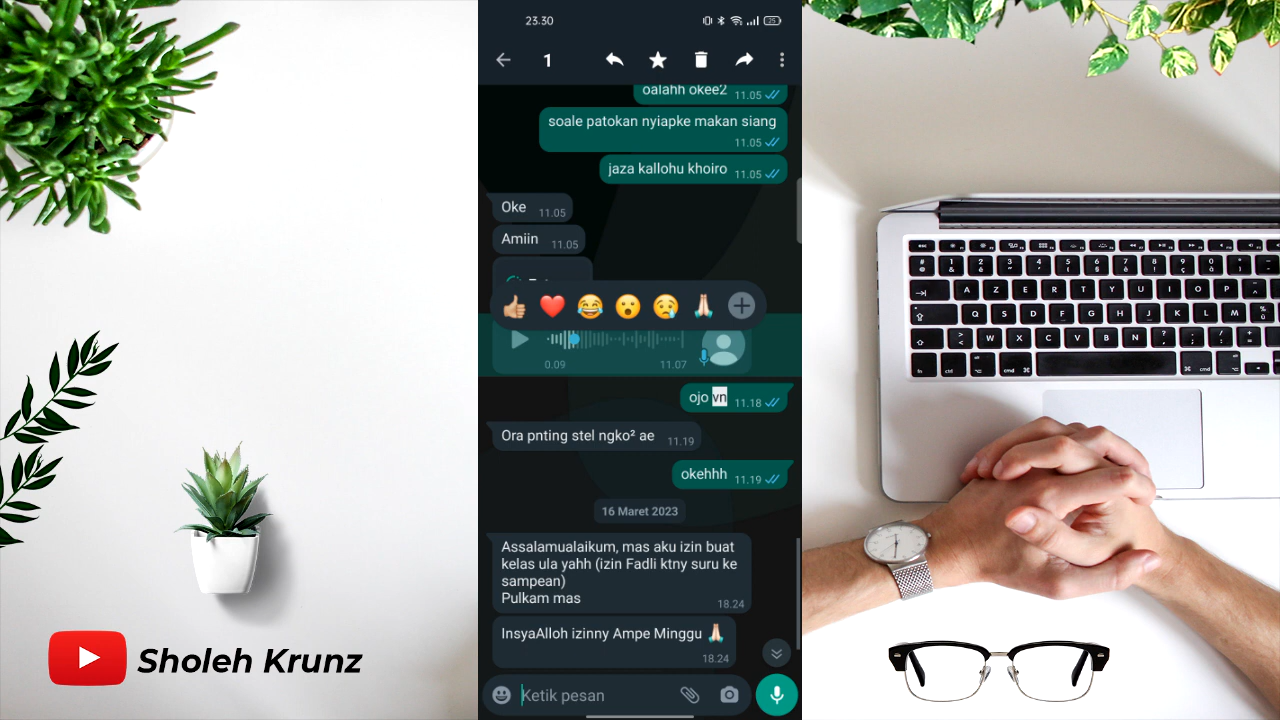 23.30
25
1
oalahh okee2 11.05
soale patokan nyiapke makan siang
11.05
jaza kallohu khoiro 11.05
Oke 11.05
Amiin 11.05
0.09 11.07
ojo vn 11.18
Ora pnting stel ngko² ae 11.19
okehhh 11.19
16 Maret 2023
Assalamualaikum, mas aku izin buat
kelas ula yahh (izin Fadli ktny suru ke
sampean)
Pulkam mas
18.24
InsyaAlloh izinny Ampe Minggu 🙏🏻
18.24
Ketik pesan
Sholeh Krunz